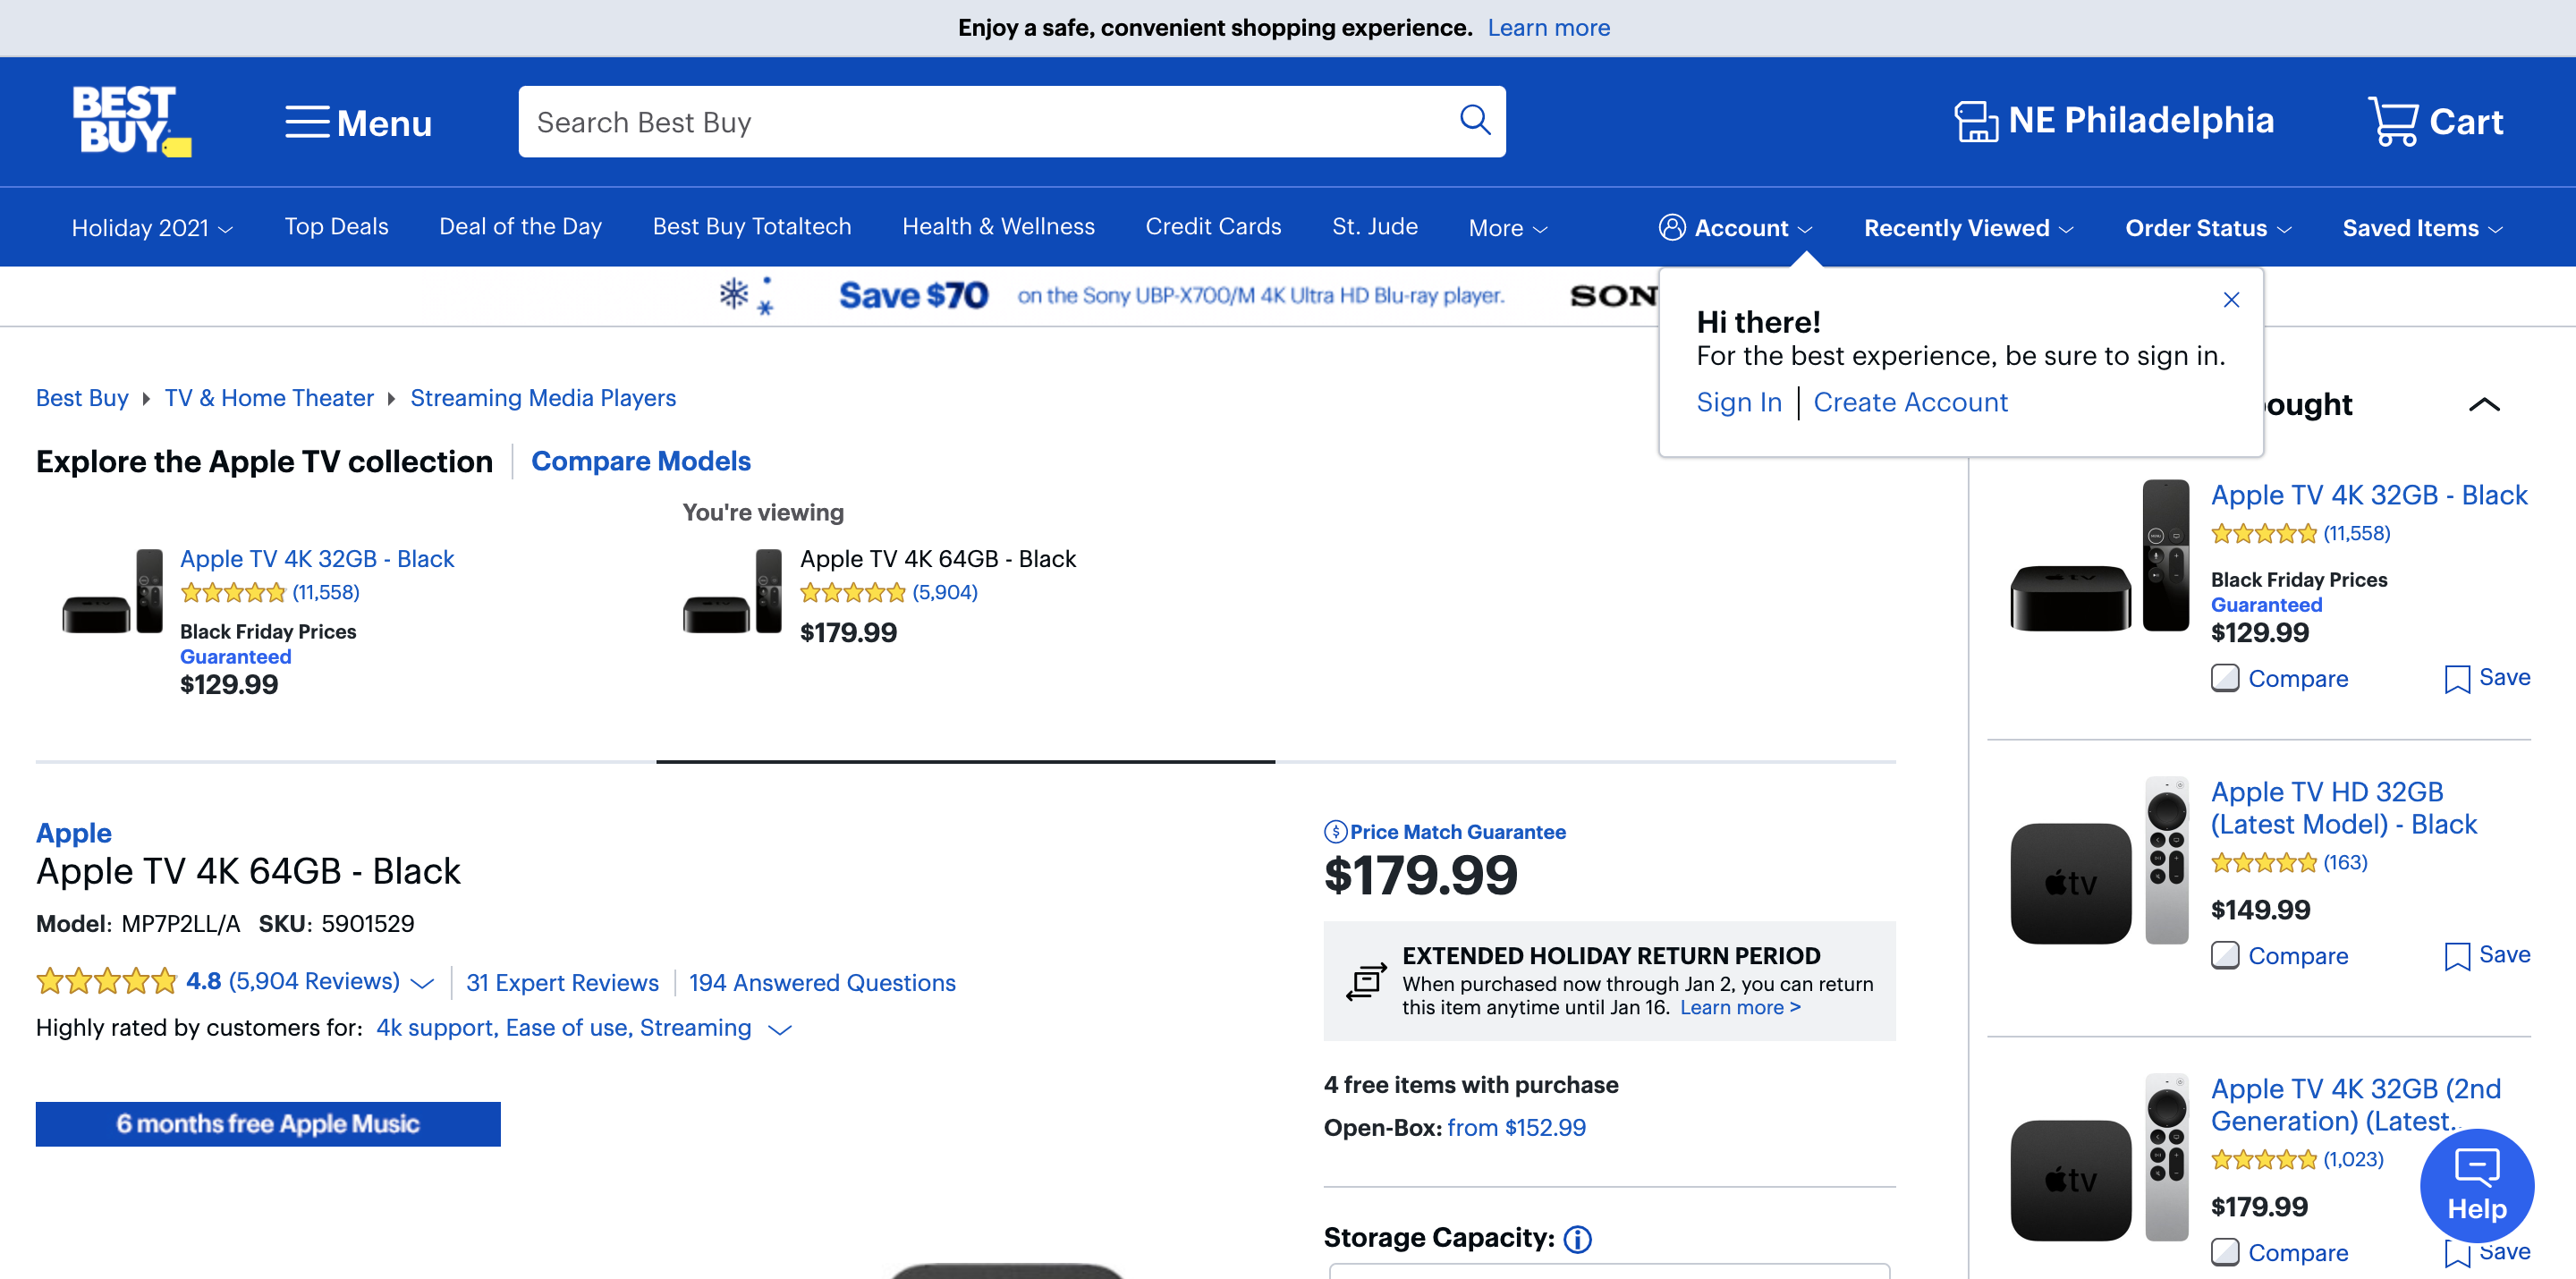 Enjoy a safe, convenient shopping experience. Learn more
BEST
BUY
Menu
Search Best Buy
NE Philadelphia
Cart
Holiday 2021
Top Deals
Deal of the Day
Best Buy Totaltech
Health & Wellness
Credit Cards
St. Jude
More
Account
Recently Viewed
Order Status
Saved Items
Save $70 on the Sony UBP-X700/M 4K Ultra HD Blu-ray player.
SON
Hi there!
For the best experience, be sure to sign in.
Sign In | Create Account
Best Buy
TV & Home Theater
Streaming Media Players
Explore the Apple TV collection
Compare Models
Apple TV 4K 32GB - Black
(11,558)
Black Friday Prices
Guaranteed
$129.99
You're viewing
Apple TV 4K 64GB - Black
(5,904)
$179.99
Apple
Apple TV 4K 64GB - Black
Model: MP7P2LL/A SKU: 5901529
4.8 (5,904 Reviews)
31 Expert Reviews
194 Answered Questions
Highly rated by customers for: 4k support, Ease of use, Streaming
6 months free Apple Music
Price Match Guarantee
$179.99
EXTENDED HOLIDAY RETURN PERIOD
When purchased now through Jan 2, you can return
this item anytime until Jan 16. Learn more >
4 free items with purchase
Open-Box: from $152.99
Storage Capacity:
ought
Apple TV 4K 32GB - Black
(11,558)
Black Friday Prices
Guaranteed
$129.99
Compare
Save
tv
Apple TV HD 32GB
(Latest Model) - Black
(163)
$149.99
Compare
Save
tv
Apple TV 4K 32GB (2nd
Generation) (Latest..
(1,023)
$179.99
Compare
Save
Help